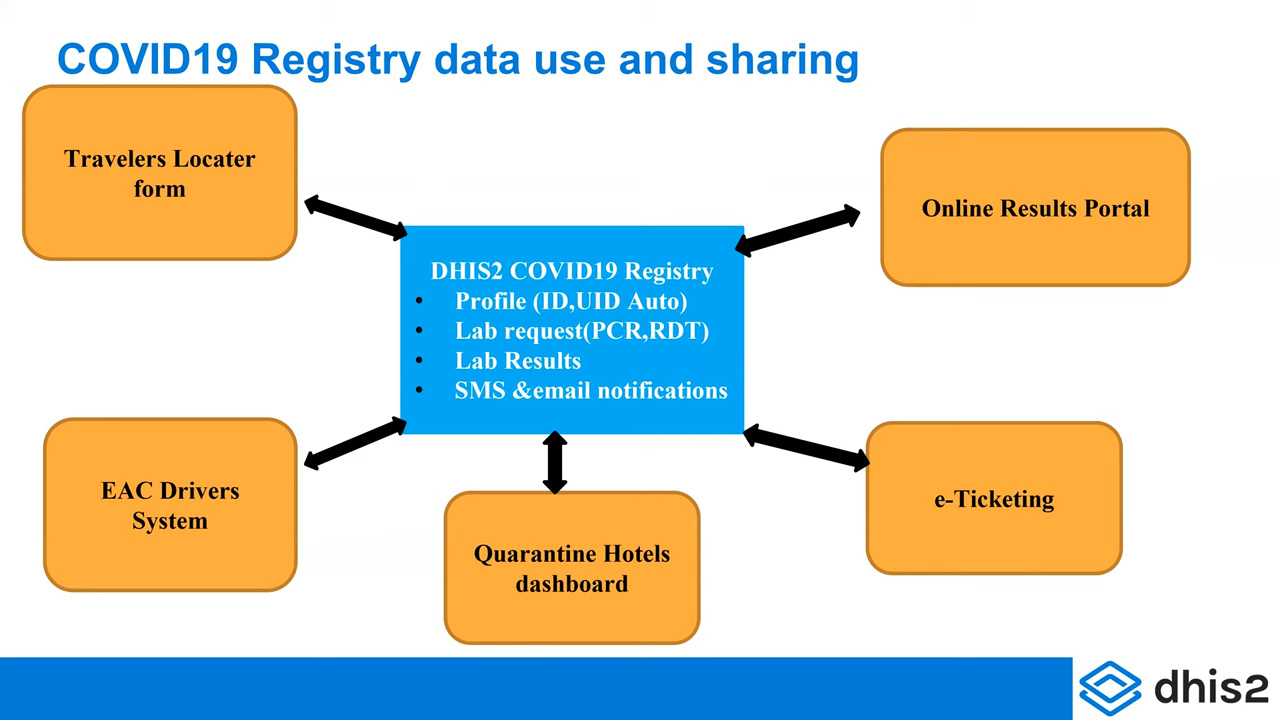 COVID19 Registry data use and sharing
Travelers Locater
form
Online Results Portal
DHIS2 COVID19 Registry
• Profile (ID,UID Auto)
• Lab request(PCR,RDT)
• Lab Results
• SMS &email notifications
EAC Drivers
System
Quarantine Hotels
dashboard
e-Ticketing
dhis2